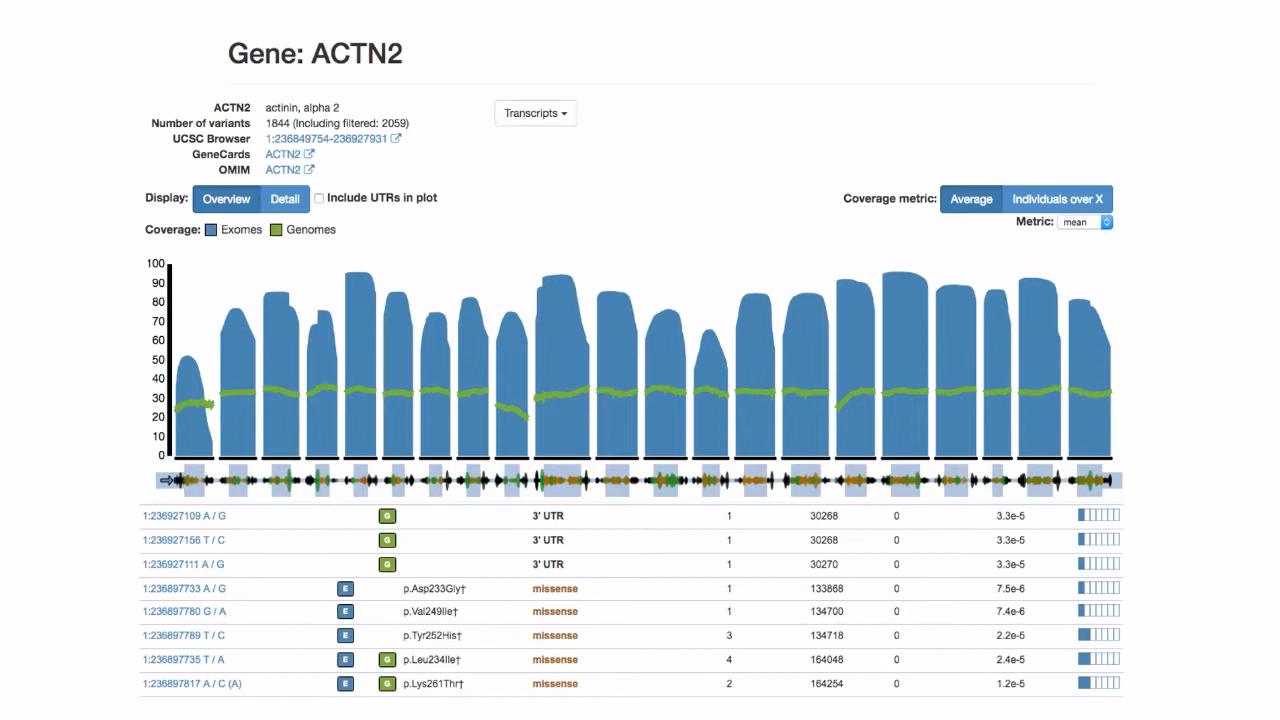 Gene: ACTN2
ACTN2 actinin, alpha 2
Transcripts
Number of variants 1844 (Including filtered: 2059)
UCSC Browser 1:236849754-236927931
GeneCards ACTN2
OMIM ACTN2
Display: Overview Detail Include UTRs in plot
Coverage metric: Average Individuals over X
Metric: mean
Coverage: Exomes Genomes
100
90
80
70
60
50
40
30
20
10
0
1:236927109 A / G G 3' UTR 1 30268 0 3.3e-5
1:236927156 T / C G 3' UTR 1 30268 0 3.3e-5
1:236927111 A / G G 3' UTR 1 30270 0 3.3e-5
1:236897733 A / G E p.Asp233Gly† missense 1 133868 0 7.5e-6
1:236897780 G / A E p.Val249Ile† missense 1 134700 0 7.4e-6
1:236897789 T / C E p.Tyr252His† missense 3 134718 0 2.2e-5
1:236897735 T / A E G p.Leu234Ile† missense 4 164048 0 2.4e-5
1:236897817 A / C (A) E G p.Lys261Thr† missense 2 164254 0 1.2e-5